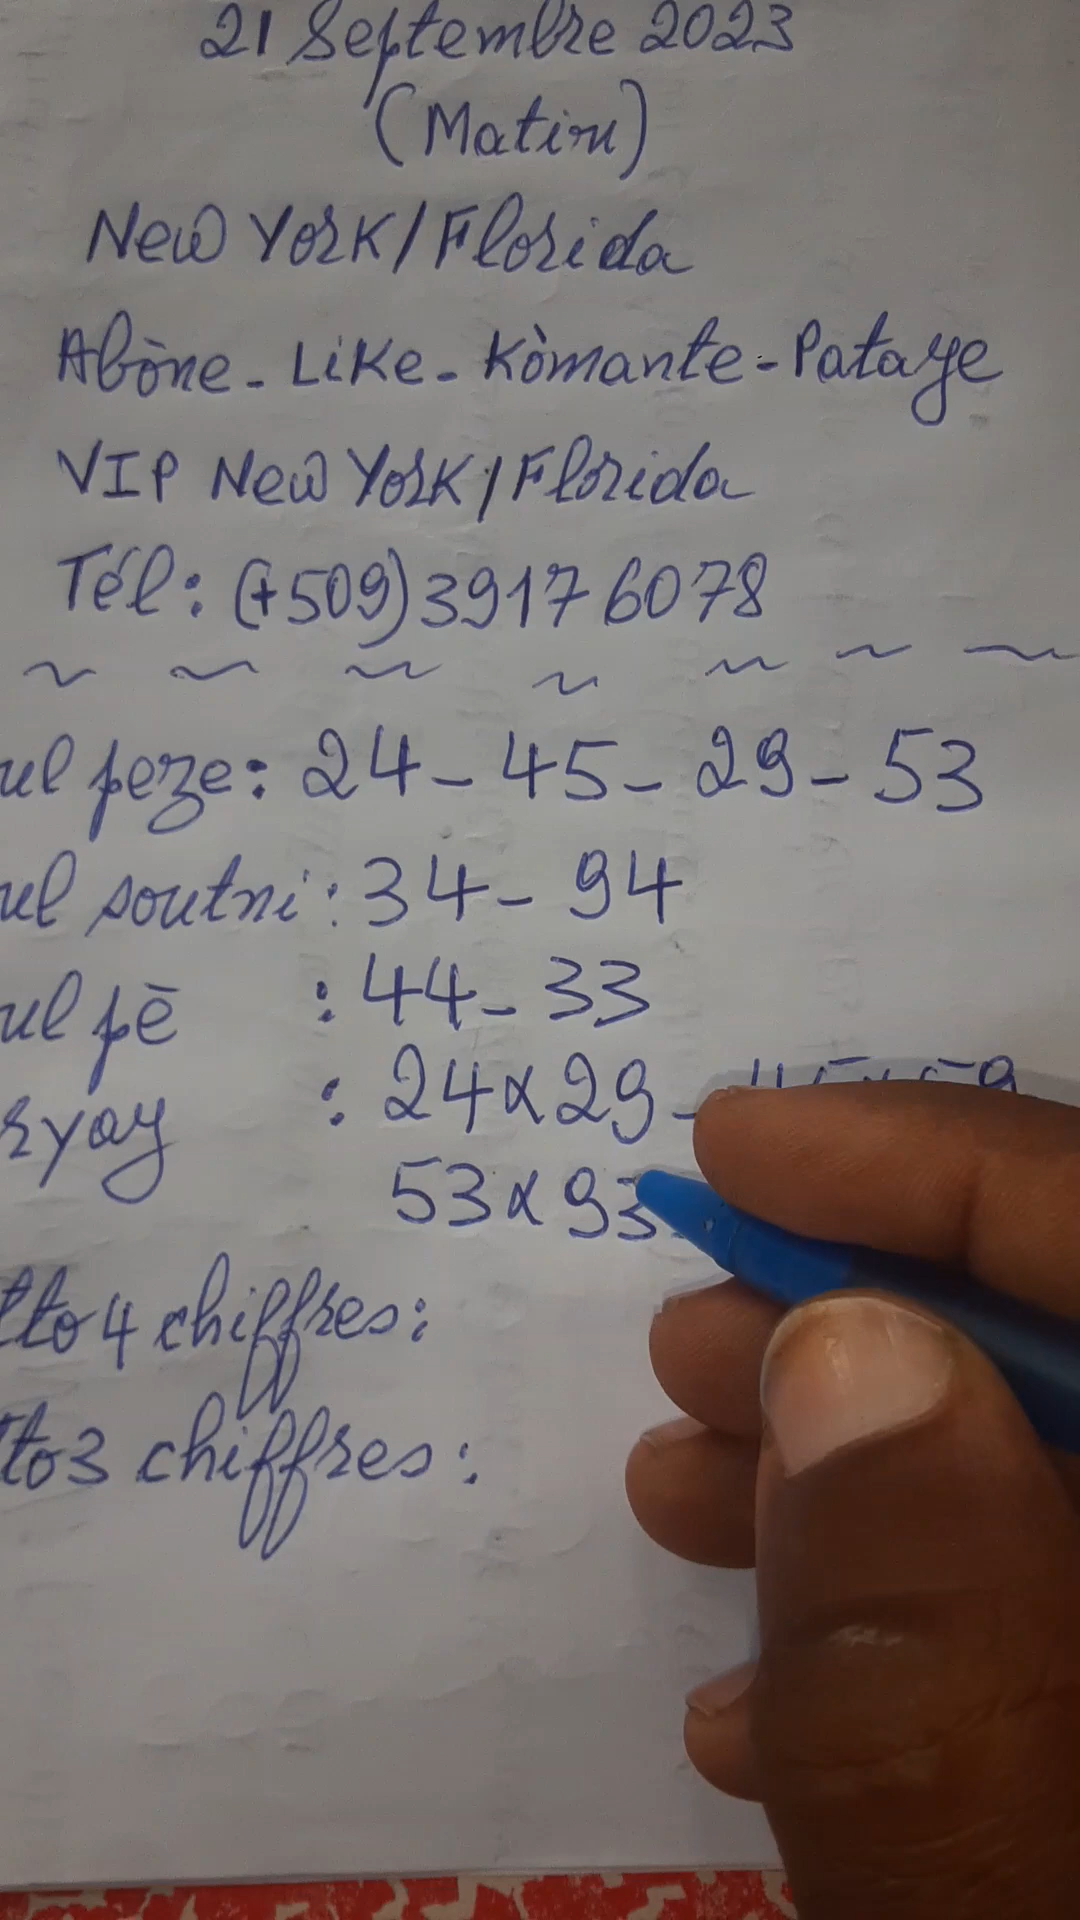 21 Septembre 2023
(Matin)
New York/Florida
Abòne - Like - Kòmante - Pataje
VIP New York/Florida
Tél: (+509) 39176078
ul peze: 24 - 45 - 29 - 53
ul soutni: 34 - 94
ul pè : 44 - 33
ryaj : 24x29 -
53x93
tto 4 chiffres:
to 3 chiffres: